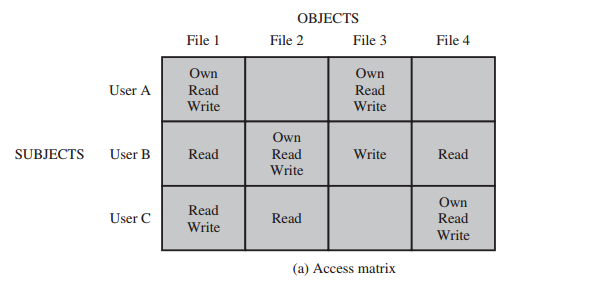 OBJECTS
File 1 File 2 File 3 File 4
Own Own
User A Read Read
Write Write
Own
SUBJECTS User B Read Read Write Read
Write
Own
User C Read Write Read Read
Write
(a) Access matrix